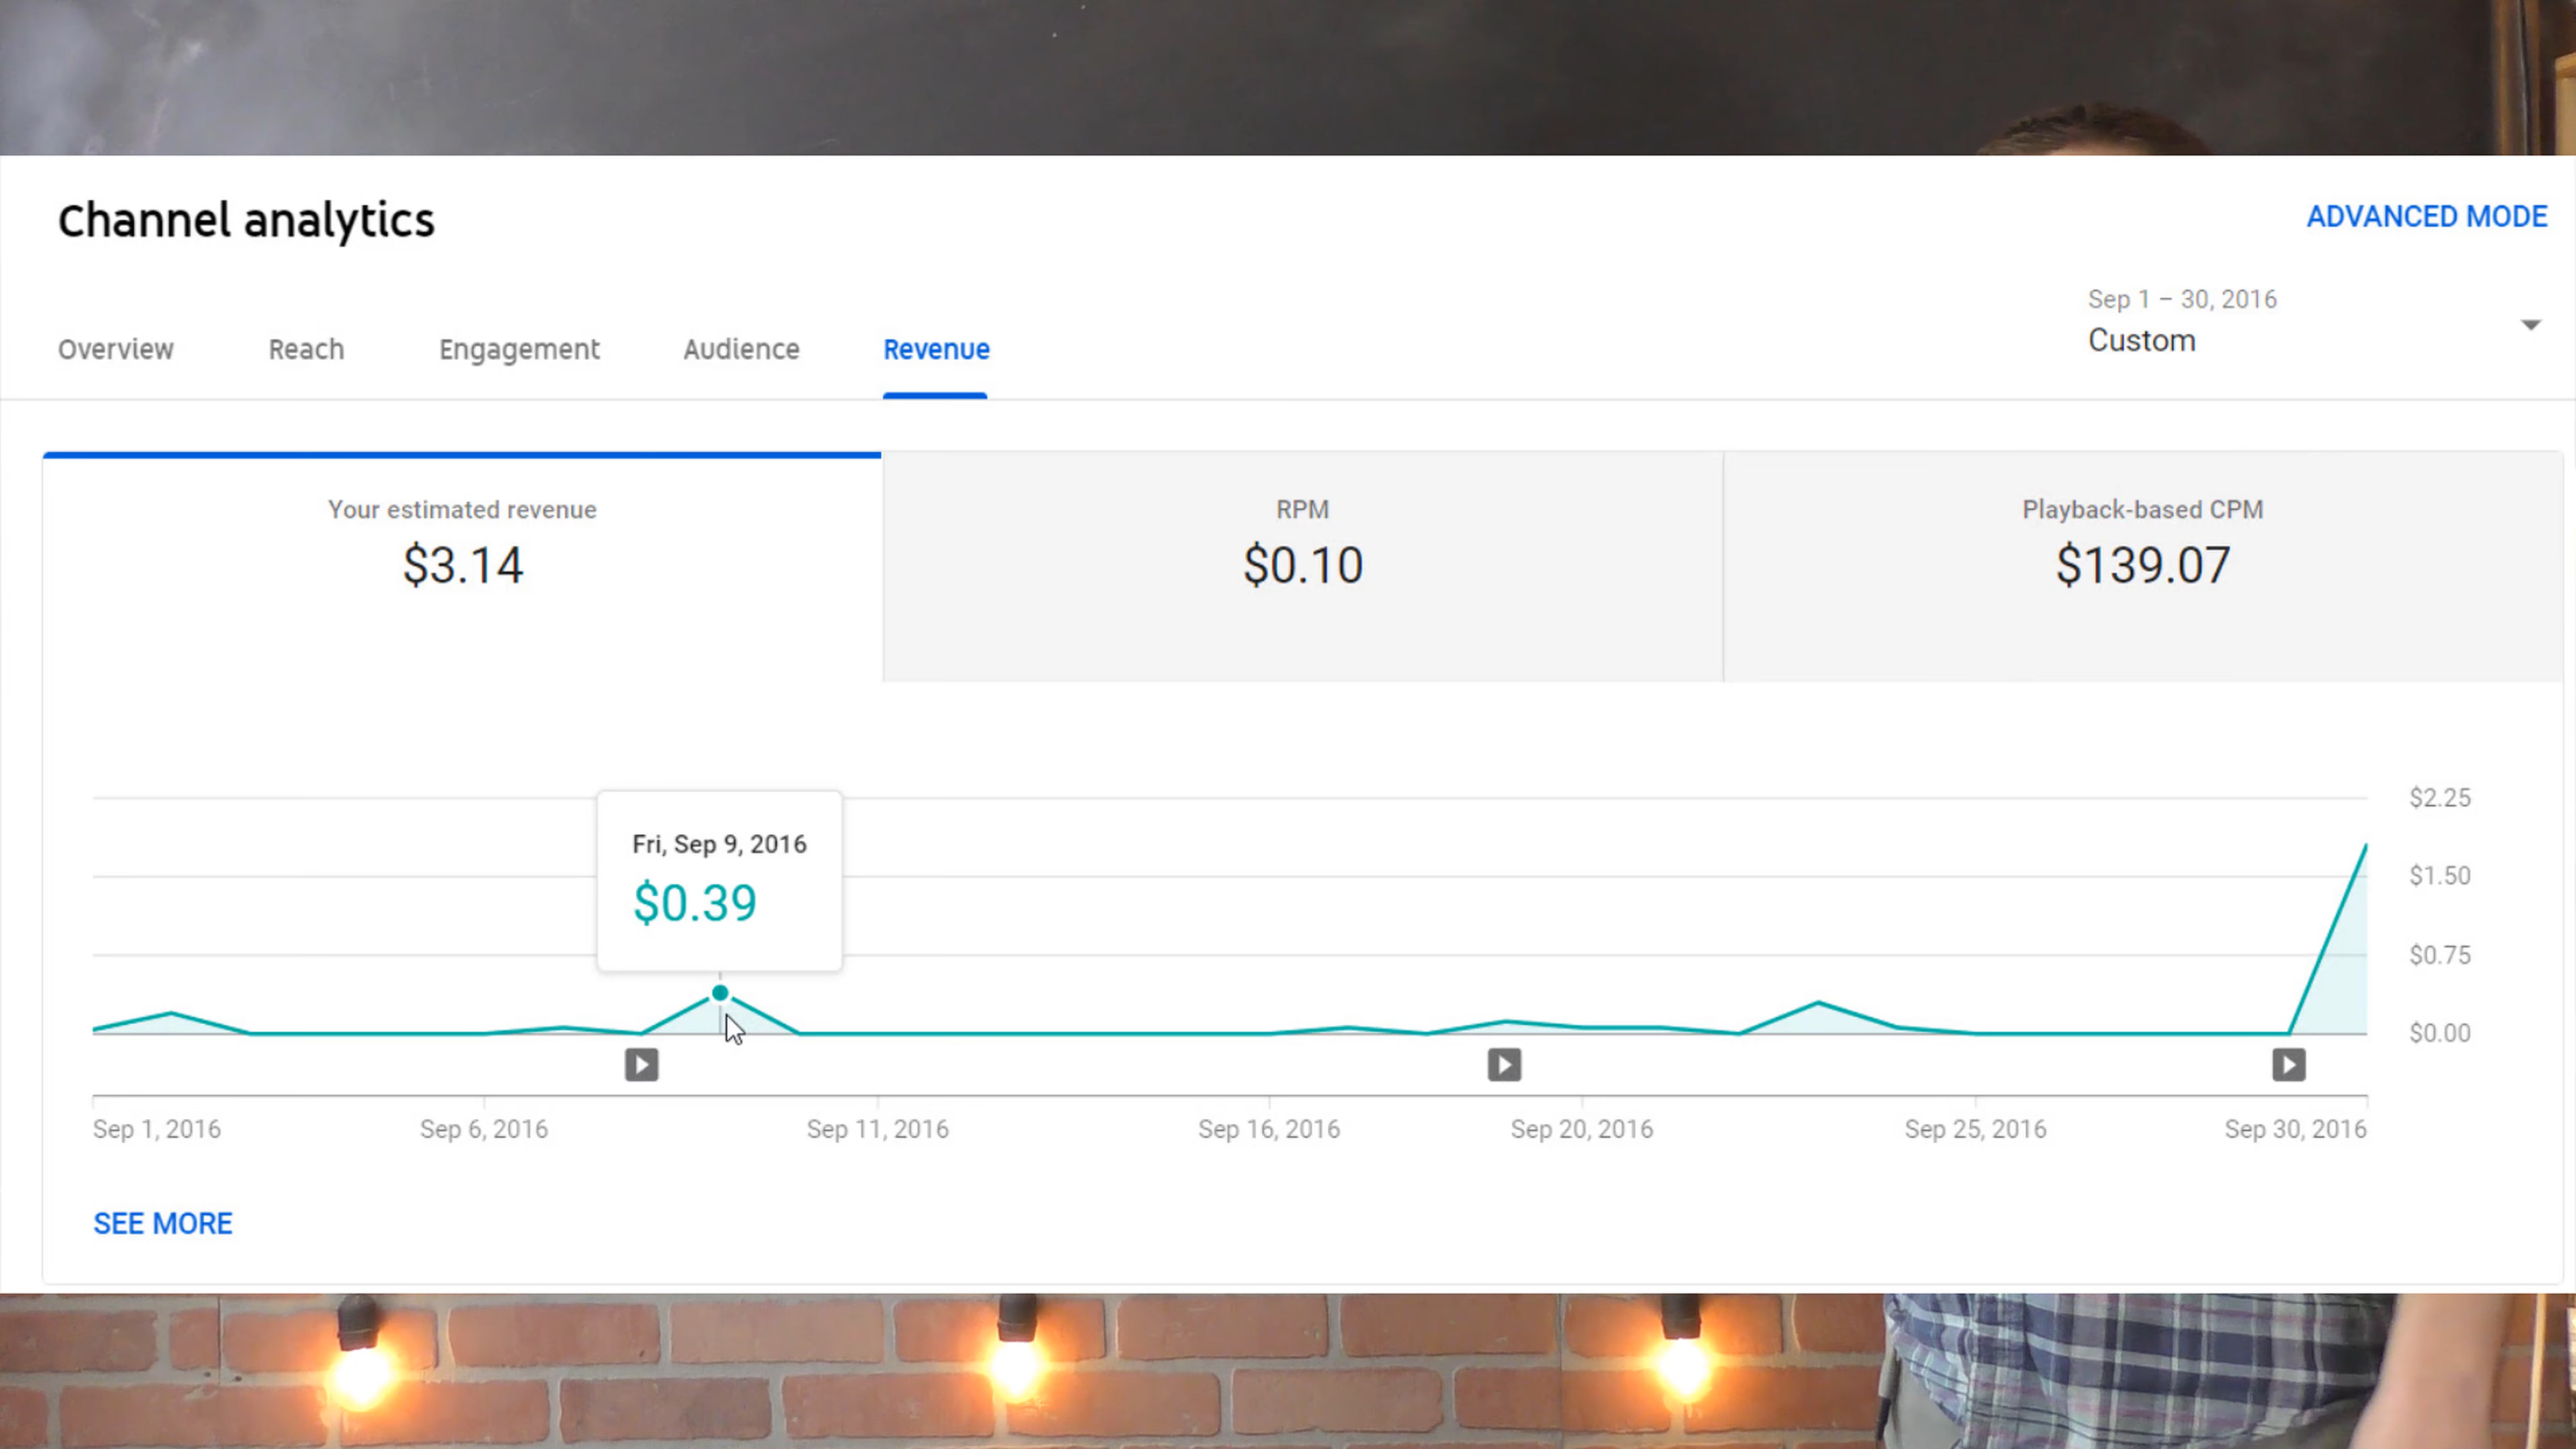 Channel analytics
ADVANCED MODE
Sep 1 – 30, 2016
Custom
Overview
Reach
Engagement
Audience
Revenue
Your estimated revenue
$3.14
RPM
$0.10
Playback-based CPM
$139.07
$2.25
$1.50
$0.75
$0.00
Fri, Sep 9, 2016
$0.39
Sep 1, 2016
Sep 6, 2016
Sep 11, 2016
Sep 16, 2016
Sep 20, 2016
Sep 25, 2016
Sep 30, 2016
SEE MORE